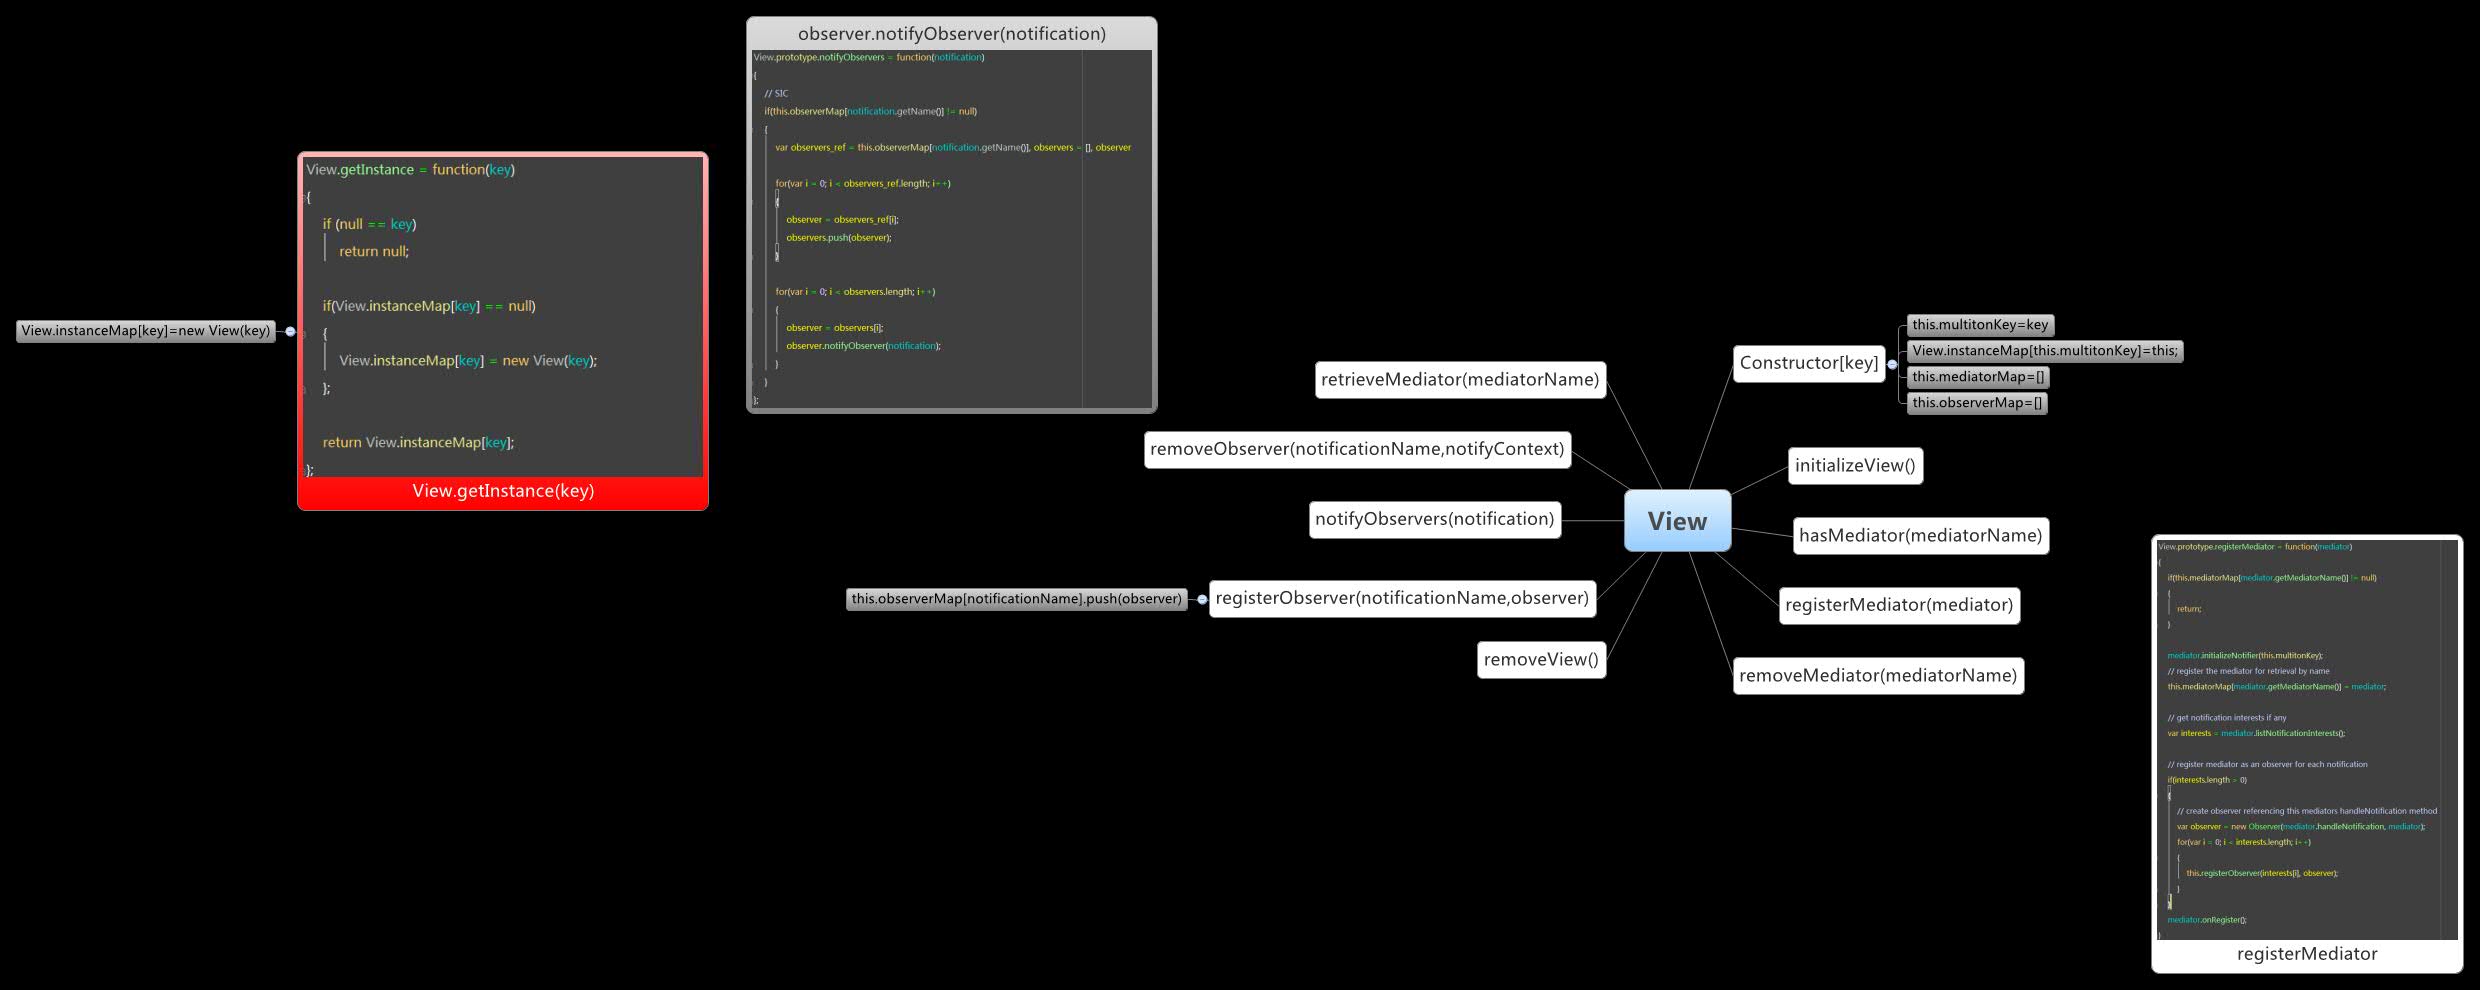 observer.notifyObserver(notification)
View.prototype.notifyObservers = function(notification)
{
// SIC
if(this.observerMap[notification.getName()] != null)
{
var observers_ref = this.observerMap[notification.getName()], observers = [], observer
for(var i = 0; i < observers_ref.length; i++)
{
observer = observers_ref[i];
observers.push(observer);
}
for(var i = 0; i < observers.length; i++)
{
observer = observers[i];
observer.notifyObserver(notification);
}
}
};
View.getInstance = function(key)
{
if (null == key)
return null;
if(View.instanceMap[key] == null)
{
View.instanceMap[key] = new View(key);
};
return View.instanceMap[key];
};
View.getInstance(key)
View.instanceMap[key]=new View(key)
retrieveMediator(mediatorName)
removeObserver(notificationName,notifyContext)
notifyObservers(notification)
this.observerMap[notificationName].push(observer)
registerObserver(notificationName,observer)
removeView()
View
Constructor[key]
this.multitonKey=key
View.instanceMap[this.multitonKey]=this;
this.mediatorMap=[]
this.observerMap=[]
initializeView()
hasMediator(mediatorName)
registerMediator(mediator)
removeMediator(mediatorName)
View.prototype.registerMediator = function(mediator)
{
if(this.mediatorMap[mediator.getMediatorName()] != null)
{
return;
}
mediator.initializeNotifier(this.multitonKey);
// register the mediator for retrieval by name
this.mediatorMap[mediator.getMediatorName()] = mediator;
// get notification interests if any
var interests = mediator.listNotificationInterests();
// register mediator as an observer for each notification
if(interests.length > 0)
{
// create observer referencing this mediators handleNotification method
var observer = new Observer(mediator.handleNotification, mediator);
for(var i = 0; i < interests.length; i++)
{
this.registerObserver(interests[i], observer);
}
}
mediator.onRegister();
}
registerMediator